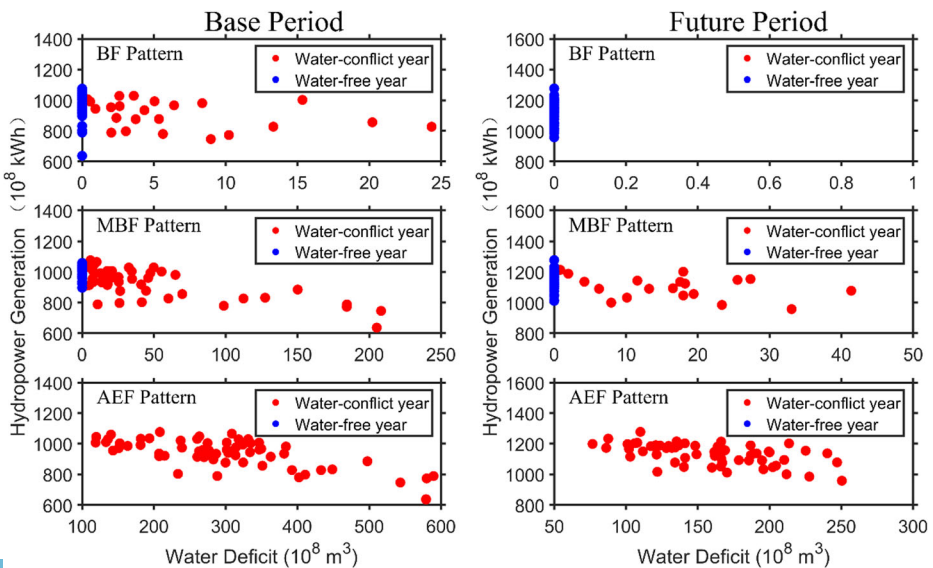 Base Period
Future Period
Hydropower Generation（10⁸ kWh）
1400
1200
1000
800
600
BF Pattern
Water-conflict year
Water-free year
0 5 10 15 20 25
1600
1400
1200
1000
800
BF Pattern
Water-conflict year
Water-free year
0 0.2 0.4 0.6 0.8 1
1400
1200
1000
800
600
MBF Pattern
Water-conflict year
Water-free year
0 50 100 150 200 250
Hydropower Generation（10⁸ kWh）
1600
1400
1200
1000
800
MBF Pattern
Water-conflict year
Water-free year
0 10 20 30 40 50
1400
1200
1000
800
600
AEF Pattern
Water-conflict year
Water-free year
100 200 300 400 500 600
Water Deficit (10⁸ m³)
1600
1400
1200
1000
800
AEF Pattern
Water-conflict year
Water-free year
50 100 150 200 250 300
Water Deficit (10⁸ m³)